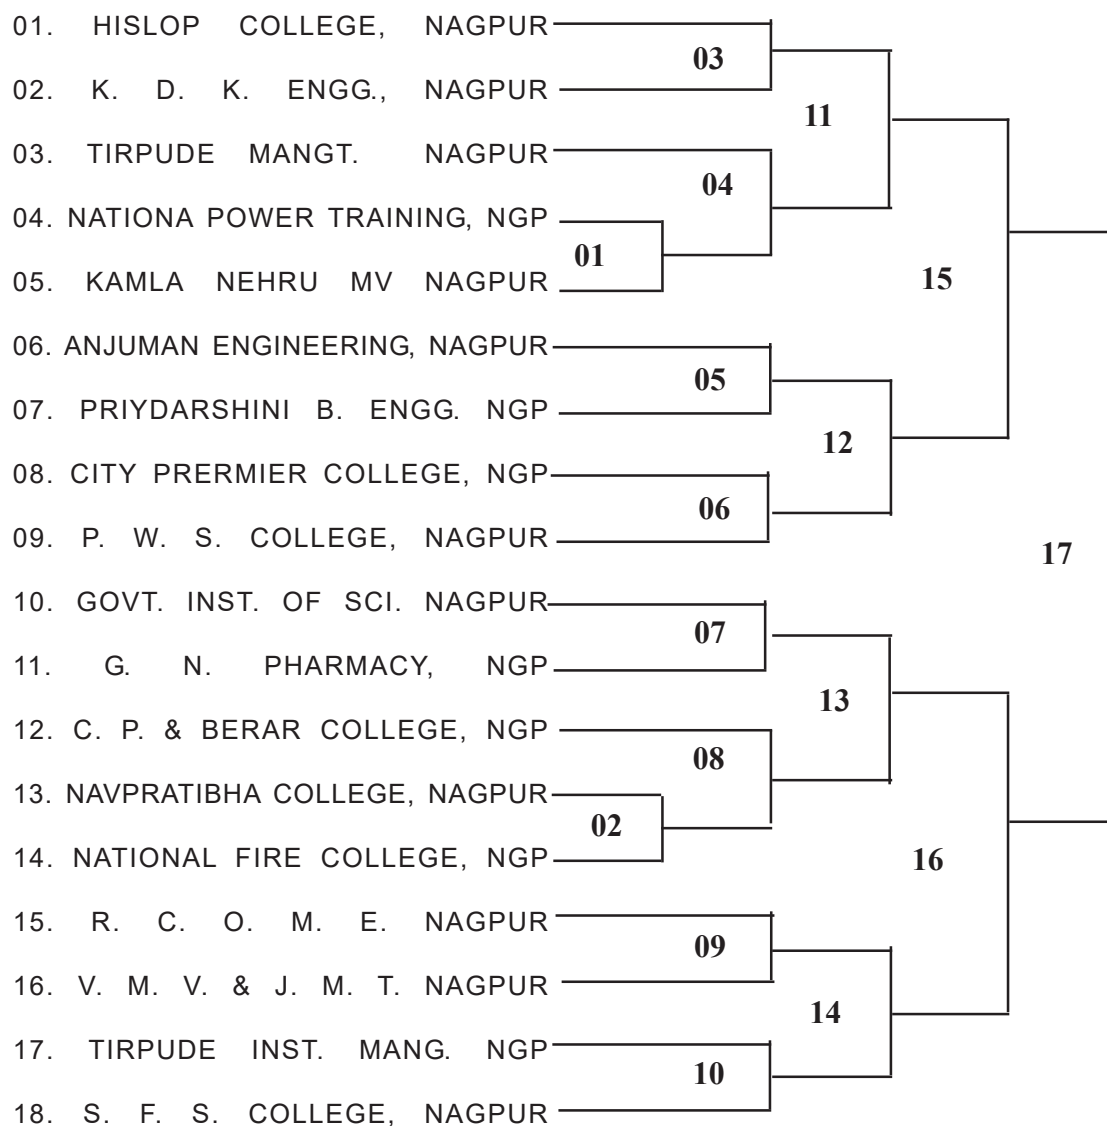 01. HISLOP COLLEGE, NAGPUR
03
02. K. D. K. ENGG., NAGPUR
11
03. TIRPUDE MANGT. NAGPUR
04
04. NATIONA POWER TRAINING, NGP
01
05. KAMLA NEHRU MV NAGPUR
15
06. ANJUMAN ENGINEERING, NAGPUR
05
07. PRIYDARSHINI B. ENGG. NGP
12
08. CITY PRERMIER COLLEGE, NGP
06
09. P. W. S. COLLEGE, NAGPUR
17
10. GOVT. INST. OF SCI. NAGPUR
07
11. G. N. PHARMACY, NGP
13
12. C. P. & BERAR COLLEGE, NGP
08
13. NAVPRATIBHA COLLEGE, NAGPUR
02
14. NATIONAL FIRE COLLEGE, NGP
16
15. R. C. O. M. E. NAGPUR
09
16. V. M. V. & J. M. T. NAGPUR
14
17. TIRPUDE INST. MANG. NGP
10
18. S. F. S. COLLEGE, NAGPUR